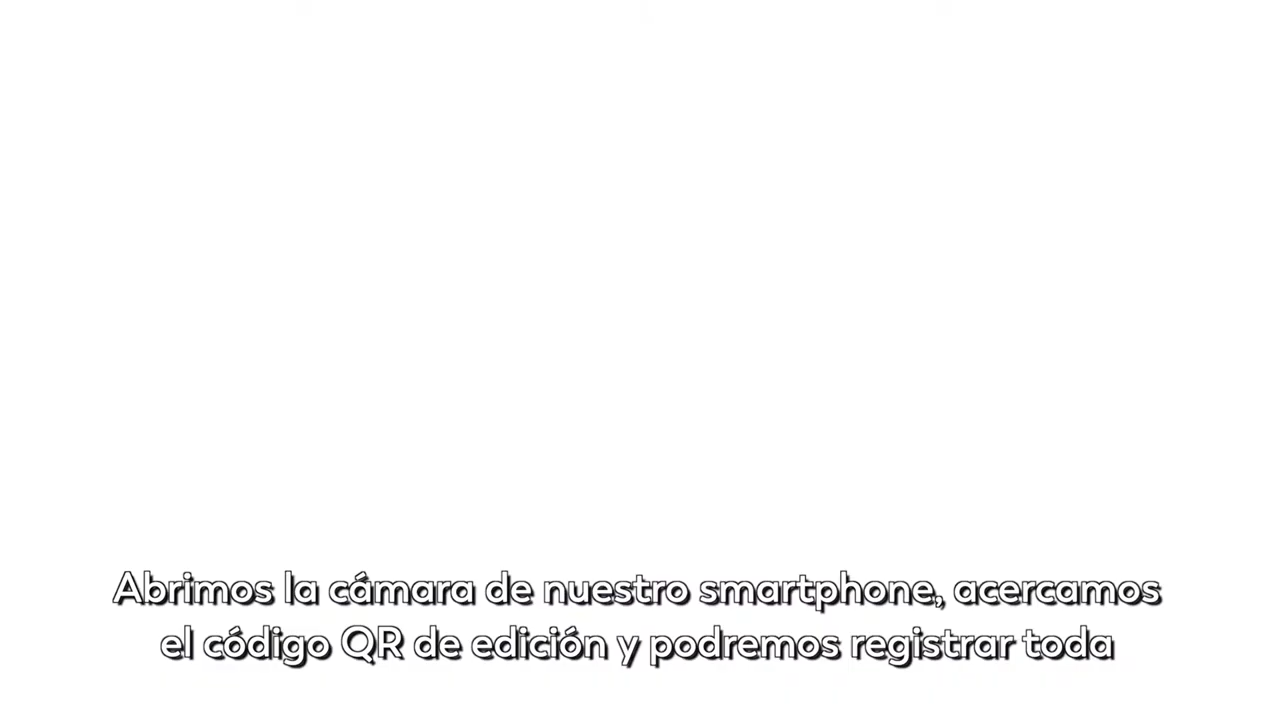 Abrimos la cámara de nuestro smartphone, acercamos
el código QR de edición y podremos registrar toda